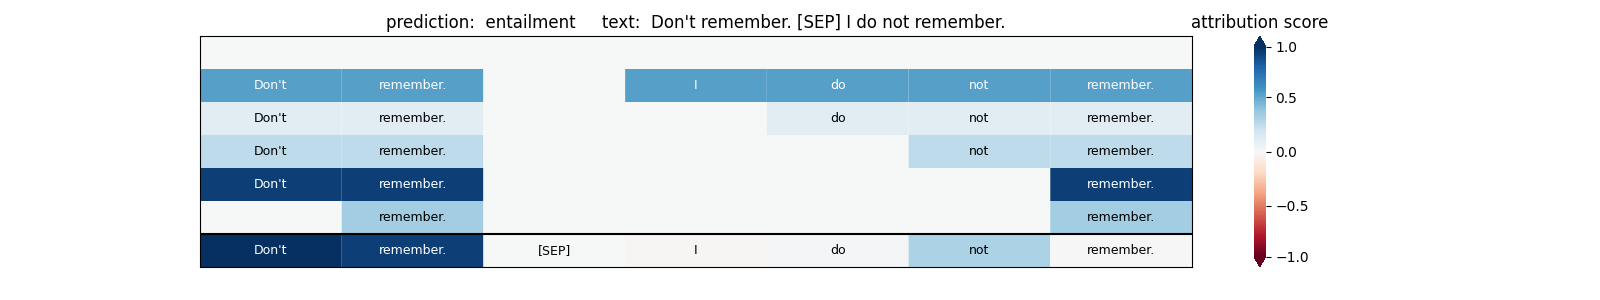 prediction: entailment text: Don't remember. [SEP] I do not remember.
attribution score
Don't remember. I do not remember.
Don't remember. do not remember.
Don't remember. not remember.
Don't remember. remember.
remember. remember.
Don't remember. [SEP] I do not remember.
1.0
0.5
0.0
−0.5
−1.0